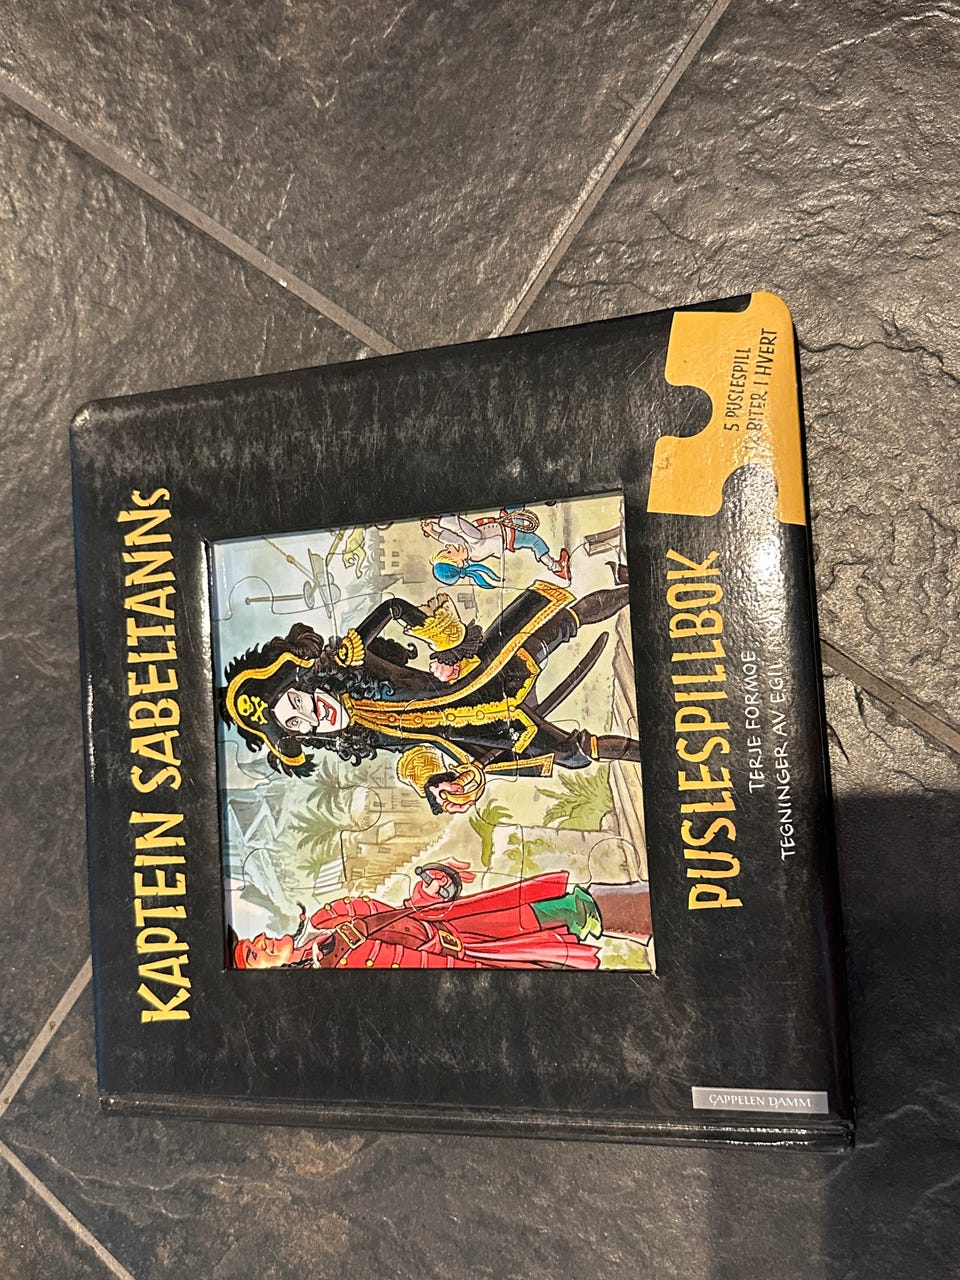 KAPTEIN SABELTANNs
PUSLESPILLBOK
TERJE FORMOE
TEGNINGER AV EGIL
5 PUSLESPILL
BITER I HVERT
CAPPELEN DAMM